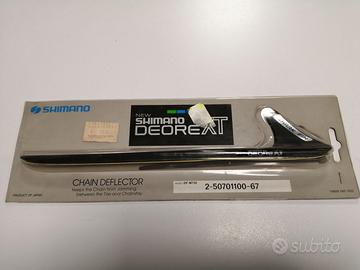 SHIMANO
NEW
SHIMANO
DEORE XT
DEORE XT
CHAIN DEFLECTOR
Keeps the Chain from Jamming
Between the Tire and Chainstay
2-50701100-67
PRODUCT OF JAPAN
subito